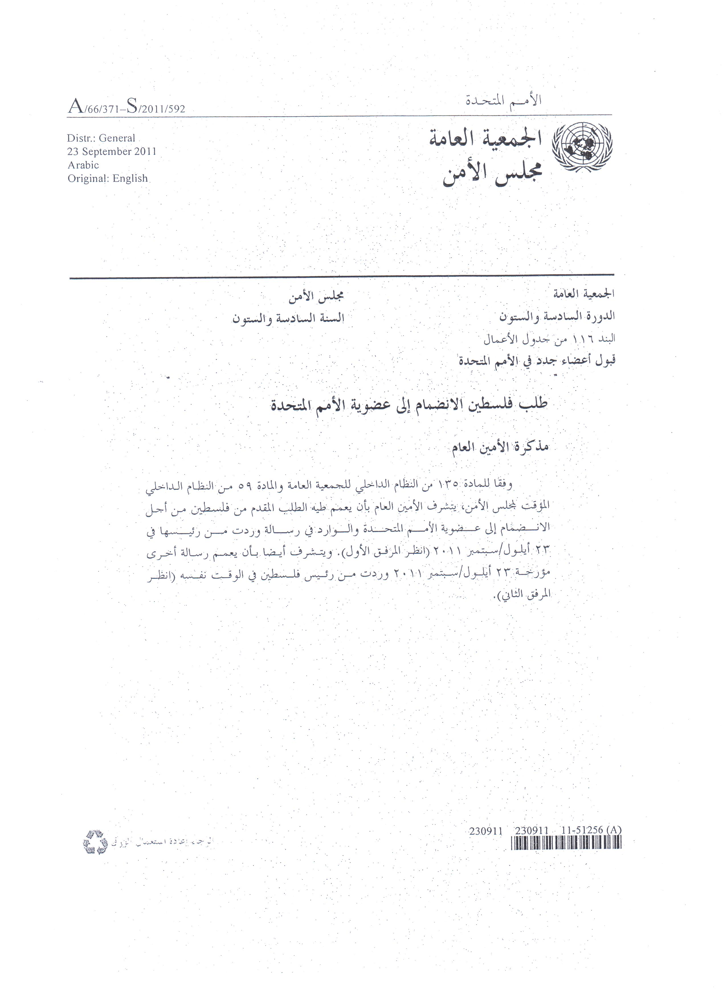 الأمم المتحدة
A/66/371–S/2011/592
الجمعية العامة
مجلس الأمن
Distr.: General
23 September 2011
Arabic
Original: English
الجمعية العامة
الدورة السادسة والستون
البند ١١٦ من جدول الأعمال
قبول أعضاء جدد في الأمم المتحدة
مجلس الأمن
السنة السادسة والستون
طلب فلسطين الانضمام إلى عضوية الأمم المتحدة
مذكرة الأمين العام
وفقا للمادة ١٣٥ من النظام الداخلي للجمعية العامة والمادة ٥٩ من النظام الداخلي
المؤقت لمجلس الأمن، يتشرف الأمين العام بأن يعمم طيه الطلب المقدم من فلسطين من أجل
الانضمام إلى عضوية الأمم المتحدة والوارد في رسالة وردت من رئيسها في
٢٣ أيلول/سبتمبر ٢٠١١ (انظر المرفق الأول). ويتشرف أيضا بأن يعمم رسالة أخرى
مؤرخة ٢٣ أيلول/سبتمبر ٢٠١١ وردت من رئيس فلسطين في الوقت نفسه (انظر
المرفق الثاني).
230911 230911 11-51256 (A)
الرجاء إعادة استعمال الورق